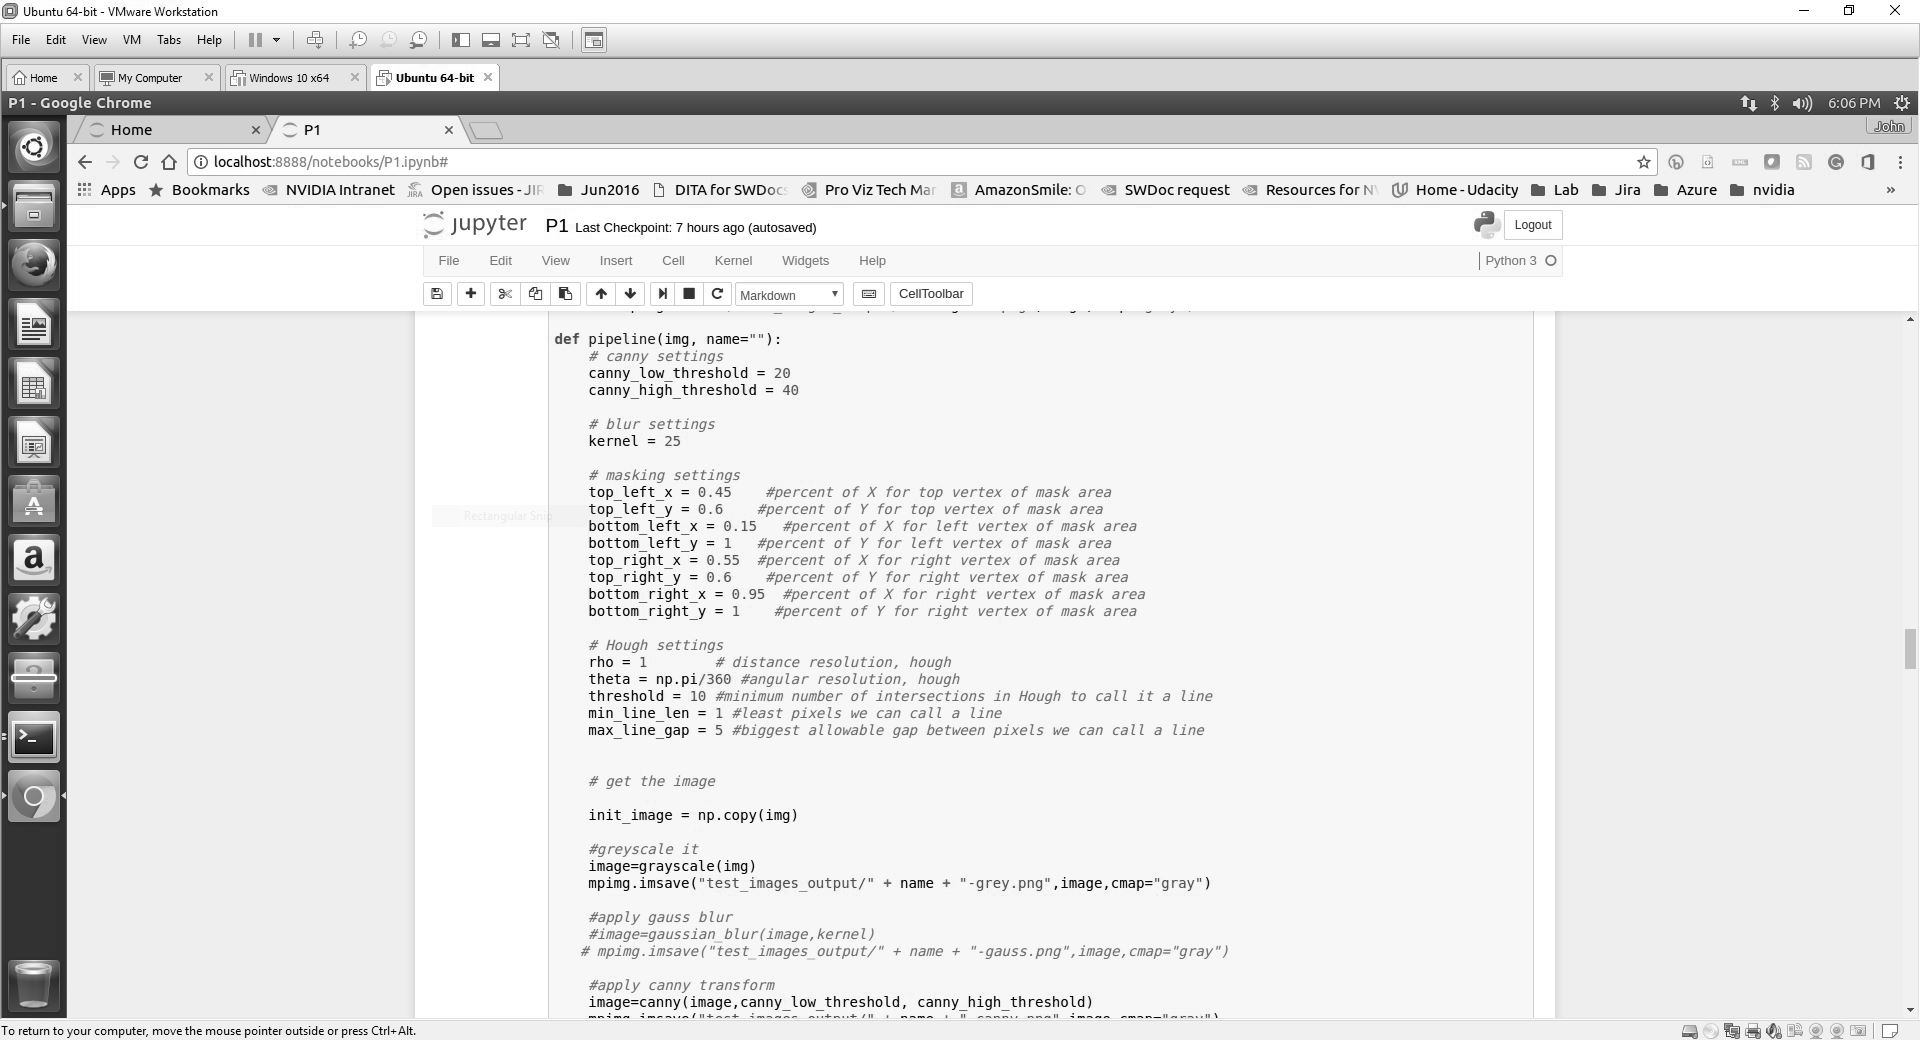 Ubuntu 64-bit - VMware Workstation
File Edit View VM Tabs Help
Home
My Computer
Windows 10 x64
Ubuntu 64-bit
P1 - Google Chrome
6:06 PM
Home
P1
John
localhost:8888/notebooks/P1.ipynb#
Apps Bookmarks NVIDIA Intranet Open issues - JIR Jun2016 DITA for SWDocs Pro Viz Tech Mar AmazonSmile: O SWDoc request Resources for NV Home - Udacity Lab Jira Azure nvidia »
jupyter P1 Last Checkpoint: 7 hours ago (autosaved)
Logout
File Edit View Insert Cell Kernel Widgets Help
Python 3
Markdown
CellToolbar
def pipeline(img, name=""):
# canny settings
canny_low_threshold = 20
canny_high_threshold = 40
# blur settings
kernel = 25
# masking settings
top_left_x = 0.45    #percent of X for top vertex of mask area
top_left_y = 0.6    #percent of Y for top vertex of mask area
Rectangular Snip
bottom_left_x = 0.15   #percent of X for left vertex of mask area
bottom_left_y = 1   #percent of Y for left vertex of mask area
top_right_x = 0.55  #percent of X for right vertex of mask area
top_right_y = 0.6    #percent of Y for right vertex of mask area
bottom_right_x = 0.95  #percent of X for right vertex of mask area
bottom_right_y = 1    #percent of Y for right vertex of mask area
# Hough settings
rho = 1        # distance resolution, hough
theta = np.pi/360 #angular resolution, hough
threshold = 10 #minimum number of intersections in Hough to call it a line
min_line_len = 1 #least pixels we can call a line
max_line_gap = 5 #biggest allowable gap between pixels we can call a line
# get the image
init_image = np.copy(img)
#greyscale it
image=grayscale(img)
mpimg.imsave("test_images_output/" + name + "-grey.png",image,cmap="gray")
#apply gauss blur
#image=gaussian_blur(image,kernel)
# mpimg.imsave("test_images_output/" + name + "-gauss.png",image,cmap="gray")
#apply canny transform
image=canny(image,canny_low_threshold, canny_high_threshold)
mpimg.imsave("test_images_output/" + name + "-canny.png",image,cmap="gray")
To return to your computer, move the mouse pointer outside or press Ctrl+Alt.